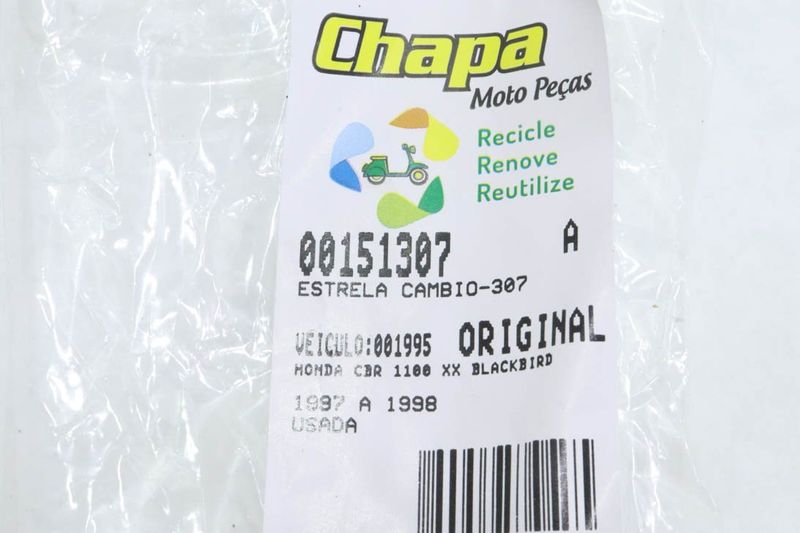 Chapa
Moto Peças
Recicle
Renove
Reutilize
00151307 A
ESTRELA CAMBIO-307
VEICULO:001995 ORIGINAL
HONDA CBR 1100 XX BLACKBIRD
1997 A 1998
USADA